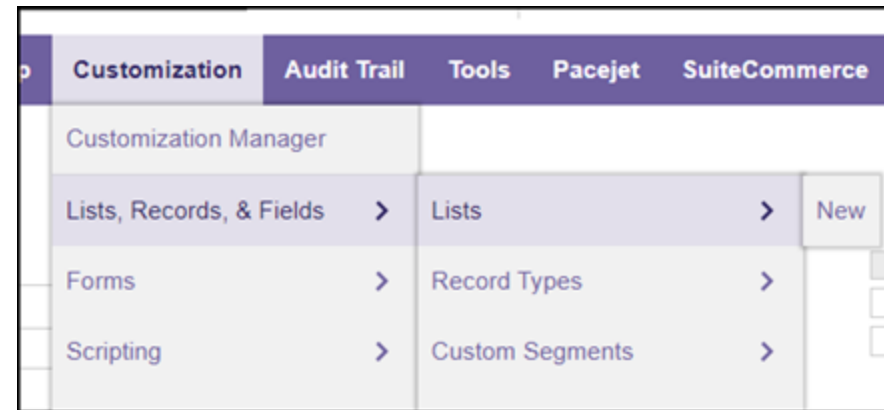 p Customization Audit Trail Tools Pacejet SuiteCommerce
Customization Manager
Lists, Records, & Fields Lists New
Forms Record Types
Scripting Custom Segments